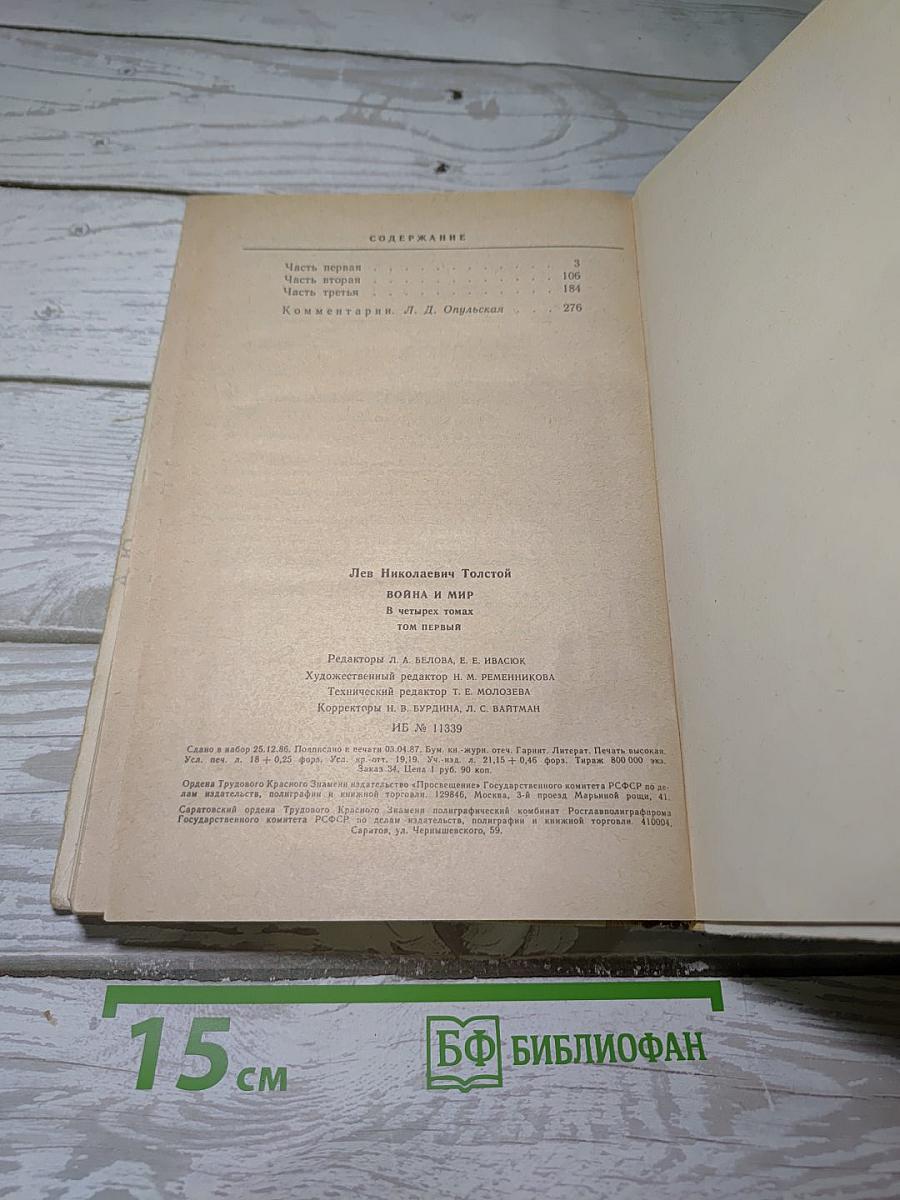 СОДЕРЖАНИЕ
Часть первая . . . . . . . . . . . . 3
Часть вторая . . . . . . . . . . . . 106
Часть третья . . . . . . . . . . . . 184
Комментарии. Л. Д. Опульская . . . 276
Лев Николаевич Толстой
ВОЙНА И МИР
В четырех томах
ТОМ ПЕРВЫЙ
Редакторы Л. А. БЕЛОВА, Е. Е. ИВАСЮК
Художественный редактор Н. М. РЕМЕННИКОВА
Технический редактор Т. Е. МОЛОЗЕВА
Корректоры Н. В. БУРДИНА, Л. С. ВАЙТМАН
ИБ № 11339
Сдано в набор 25.12.86. Подписано к печати 03.04.87. Бум. кн.-журн. отеч. Гарнит. Литерат. Печать высокая.
Усл. печ. л. 18 + 0,25 форз. Усл. кр.-отт. 19,19. Уч.-изд. л. 21,15 + 0,46 форз. Тираж 800 000 экз.
Заказ 34. Цена 1 руб. 90 коп.
Ордена Трудового Красного Знамени издательство «Просвещение» Государственного комитета РСФСР по де-
лам издательств, полиграфии и книжной торговли. 129846, Москва, 3-й проезд Марьиной рощи, 41.
Саратовский ордена Трудового Красного Знамени полиграфический комбинат Росглавполиграфпрома
Государственного комитета РСФСР по делам издательств, полиграфии и книжной торговли. 410004,
Саратов, ул. Чернышевского, 59.
15 см
БФ БИБЛИОФАН